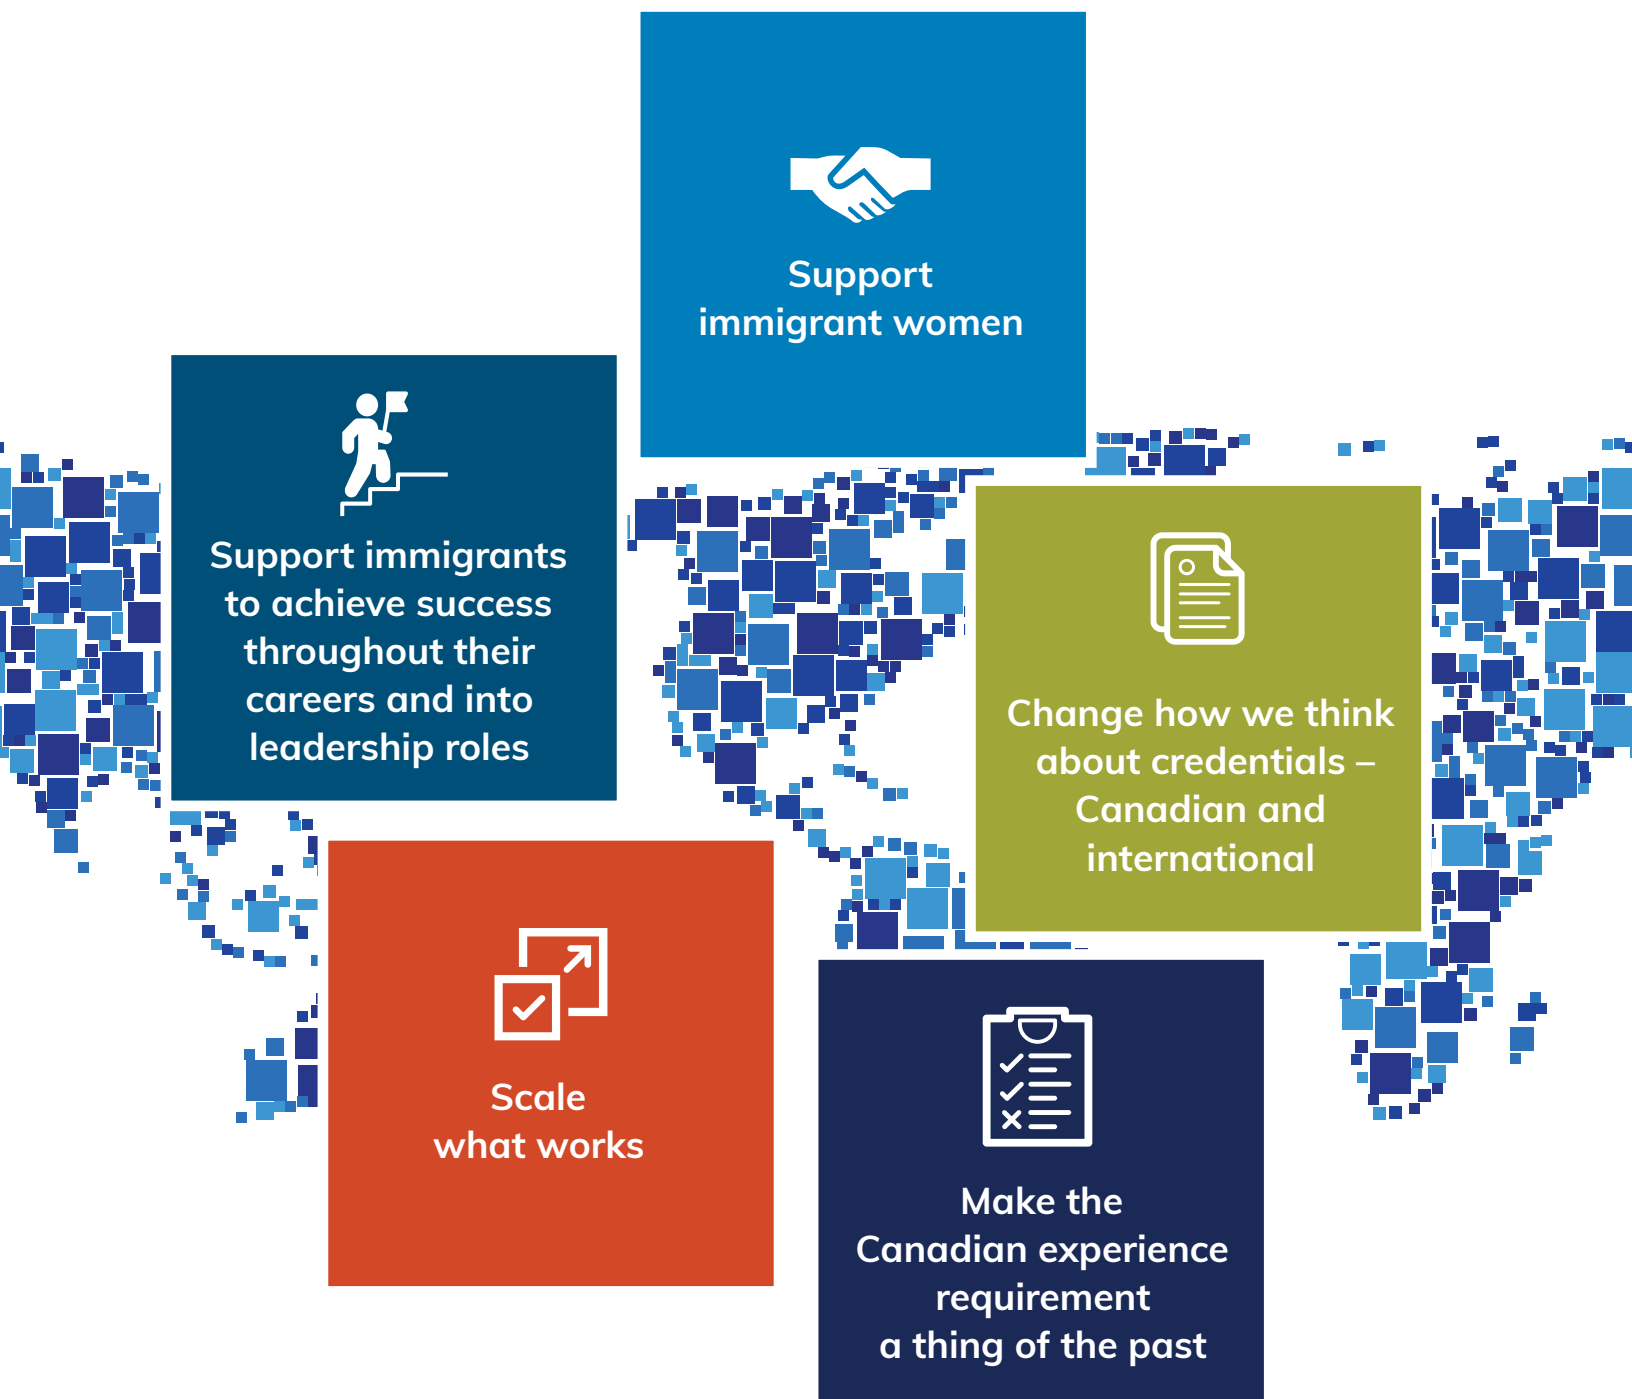 Support
immigrant women
Support immigrants
to achieve success
throughout their
careers and into
leadership roles
Change how we think
about credentials –
Canadian and
international
Scale
what works
Make the
Canadian experience
requirement
a thing of the past